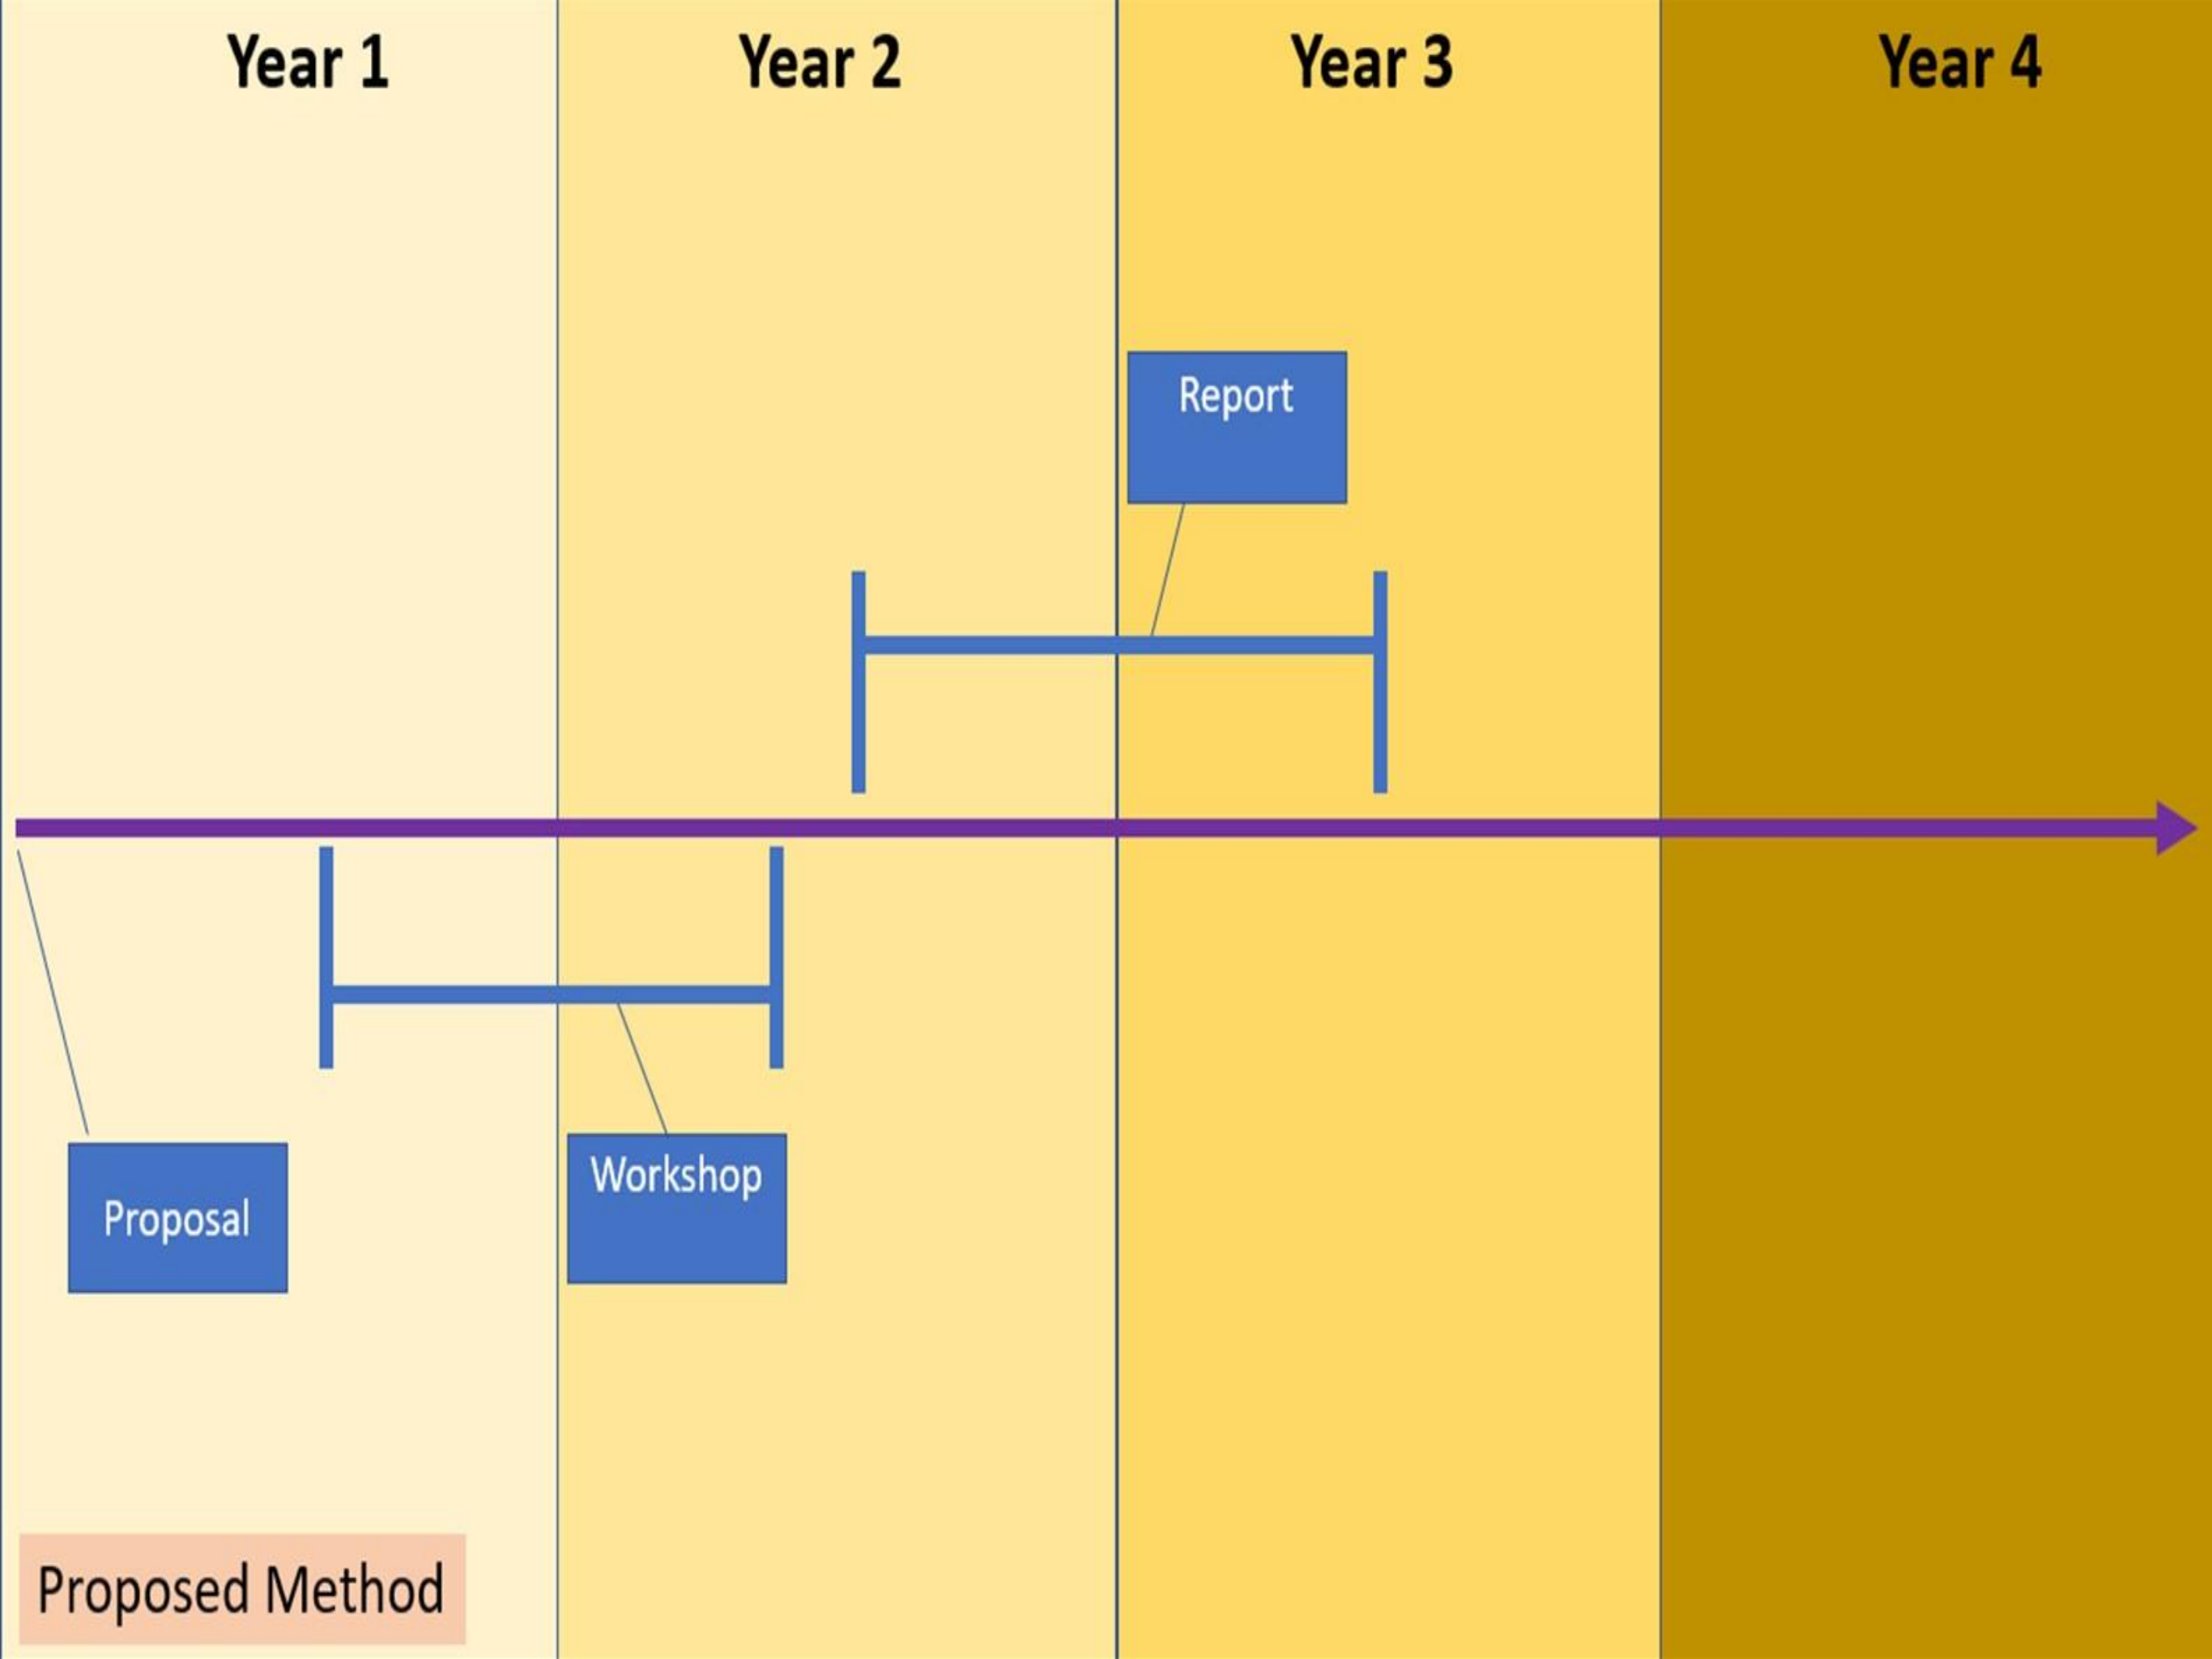 Year 1
Year 2
Year 3
Year 4
Report
Proposal
Workshop
Proposed Method